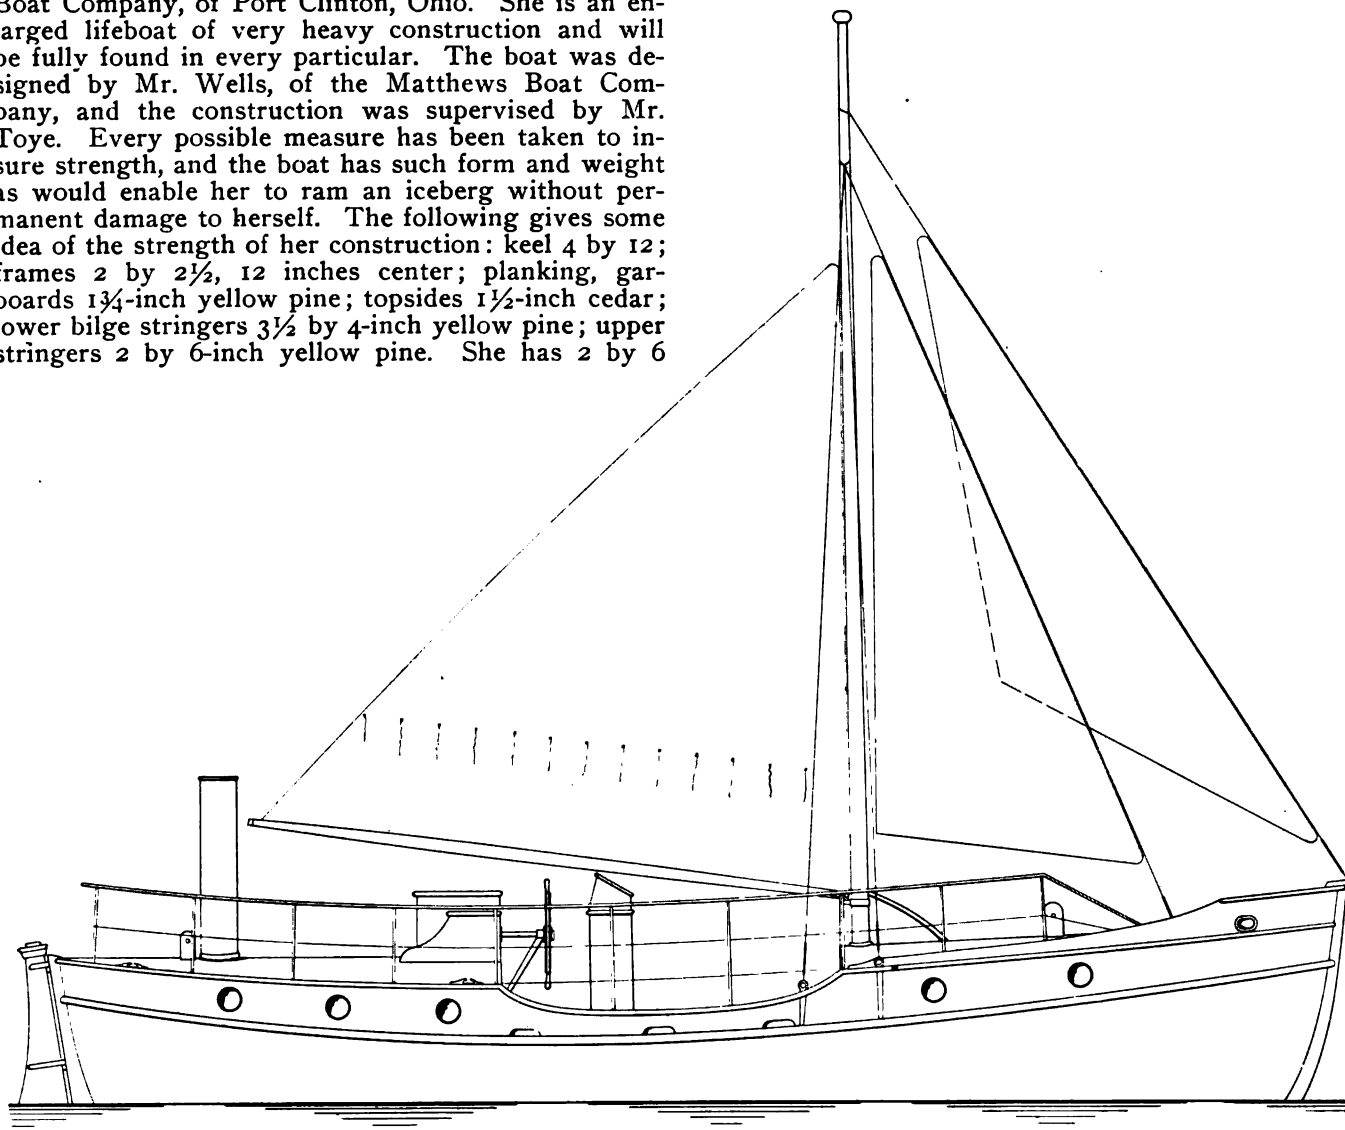 Boat Company, of Port Clinton, Ohio. She is an en-
arged lifeboat of very heavy construction and will
be fully found in every particular. The boat was de-
signed by Mr. Wells, of the Matthews Boat Com-
pany, and the construction was supervised by Mr.
Toye. Every possible measure has been taken to in-
sure strength, and the boat has such form and weight
as would enable her to ram an iceberg without per-
manent damage to herself. The following gives some
idea of the strength of her construction: keel 4 by 12;
frames 2 by 2½, 12 inches center; planking, gar-
boards 1¾-inch yellow pine; topsides 1½-inch cedar;
lower bilge stringers 3½ by 4-inch yellow pine; upper
stringers 2 by 6-inch yellow pine. She has 2 by 6